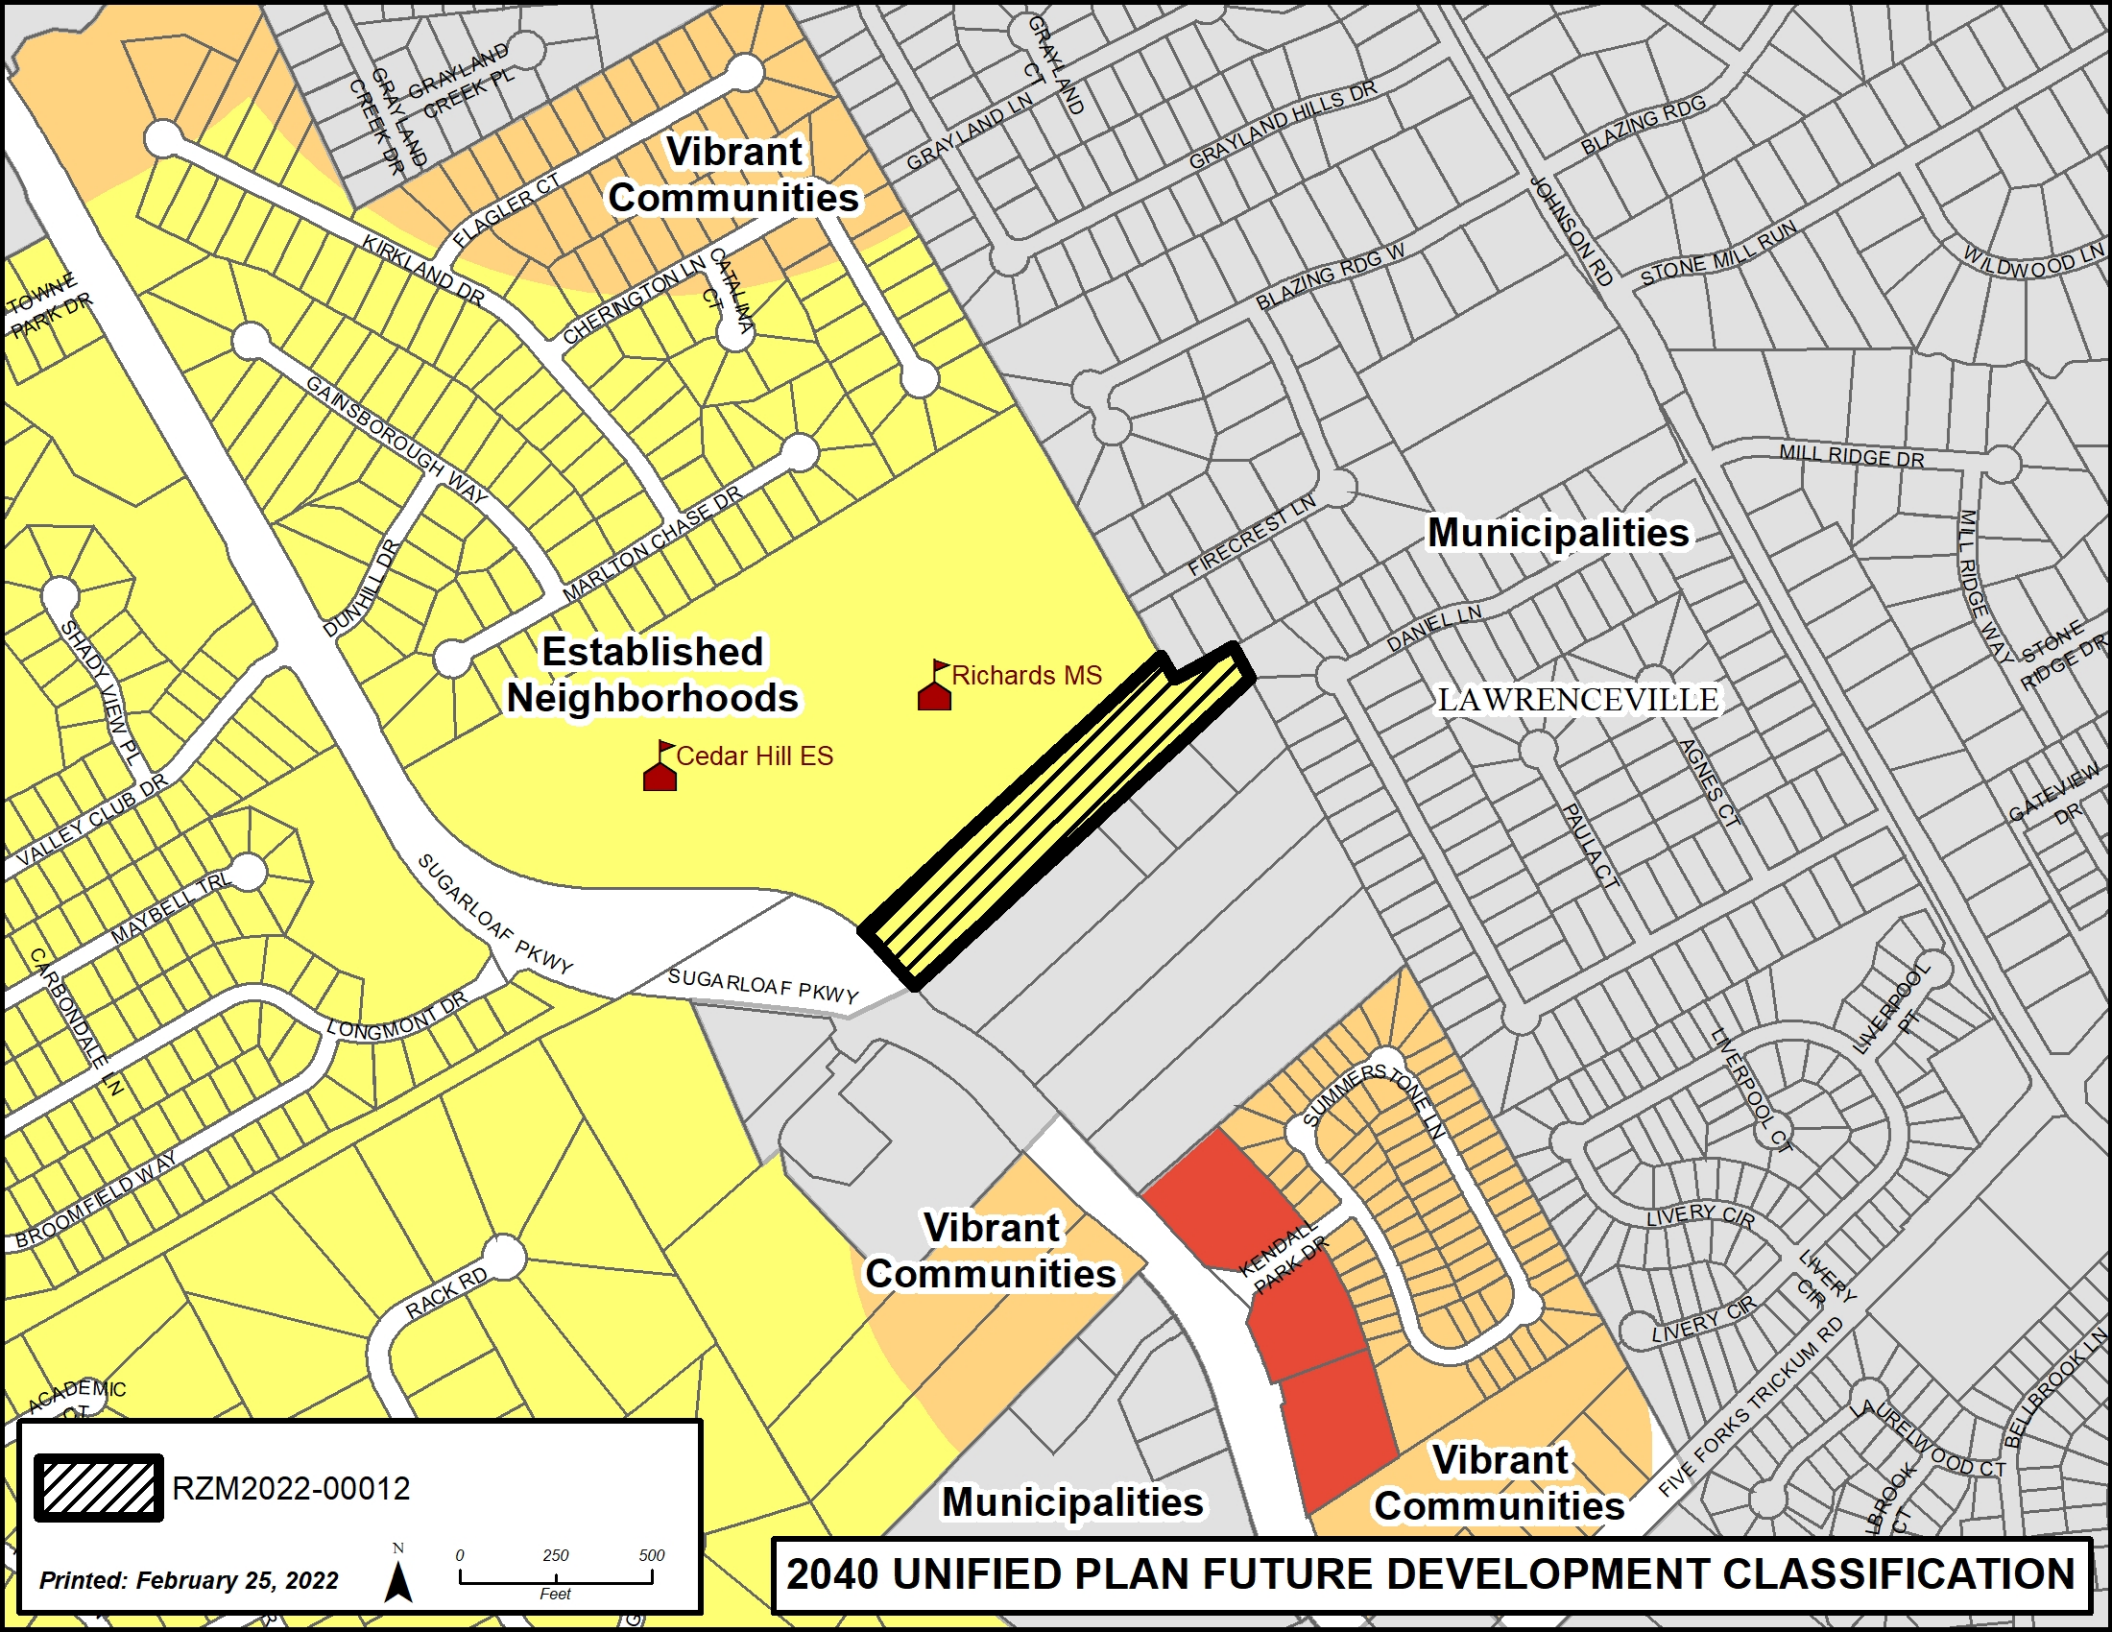 GRAYLAND
CREEK DR
GRAYLAND
CREEK PL
GRAYLAND
CT
GRAYLAND LN
GRAYLAND HILLS DR
BLAZING RDG
Vibrant
Communities
FLAGLER CT
KIRKLAND DR
CHERINGTON LN
CATALINA
CT
JOHNSON RD
STONE MILL RUN
WILDWOOD LN
BLAZING RDG W
TOWNE
PARK DR
GAINSBOROUGH WAY
MARLTON CHASE DR
DUNHILL DR
MILL RIDGE DR
MILL RIDGE WAY
Municipalities
FIRECREST LN
DANIEL LN
STONE
RIDGE DR
SHADY VIEW PL
Established
Neighborhoods
Richards MS
Cedar Hill ES
LAWRENCEVILLE
AGNES CT
PAULA CT
GATEVIEW
DR
VALLEY CLUB DR
MAYBELL TRL
SUGARLOAF PKWY
SUGARLOAF PKWY
CARBONDALE LN
LONGMONT DR
BROOMFIELD WAY
LIVERPOOL
PT
LIVERPOOL CT
SUMMERSTONE LN
LIVERY CIR
LIVERY
CIR
LIVERY CIR
KENDALL
PARK DR
Vibrant
Communities
RACK RD
FIVE FORKS TRICKUM RD
BELLBROOK LN
LAURELWOOD CT
LBROOK
CT
ACADEMIC
CT
Vibrant
Communities
Municipalities
RZM2022-00012
Printed: February 25, 2022
N
0 250 500
Feet
2040 UNIFIED PLAN FUTURE DEVELOPMENT CLASSIFICATION